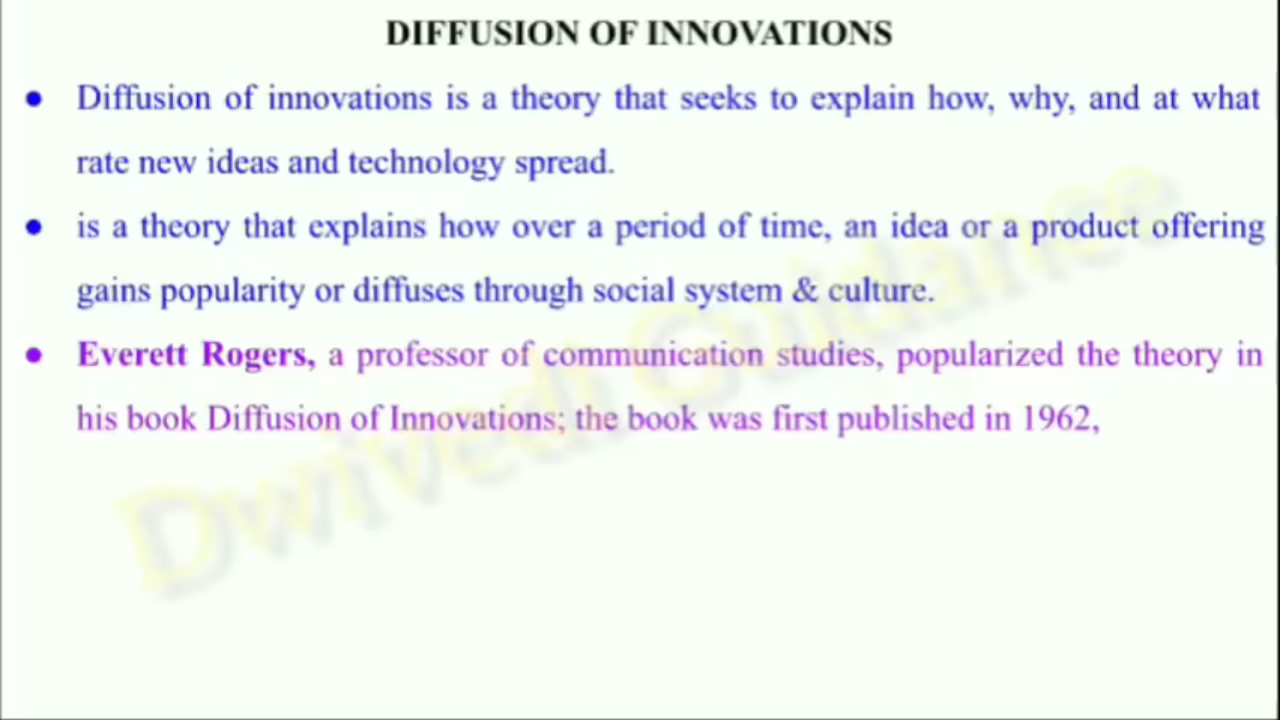 DIFFUSION OF INNOVATIONS
● Diffusion of innovations is a theory that seeks to explain how, why, and at what
rate new ideas and technology spread.
● is a theory that explains how over a period of time, an idea or a product offering
gains popularity or diffuses through social system & culture.
● Everett Rogers, a professor of communication studies, popularized the theory in
his book Diffusion of Innovations; the book was first published in 1962,
Dwivedi Guidance